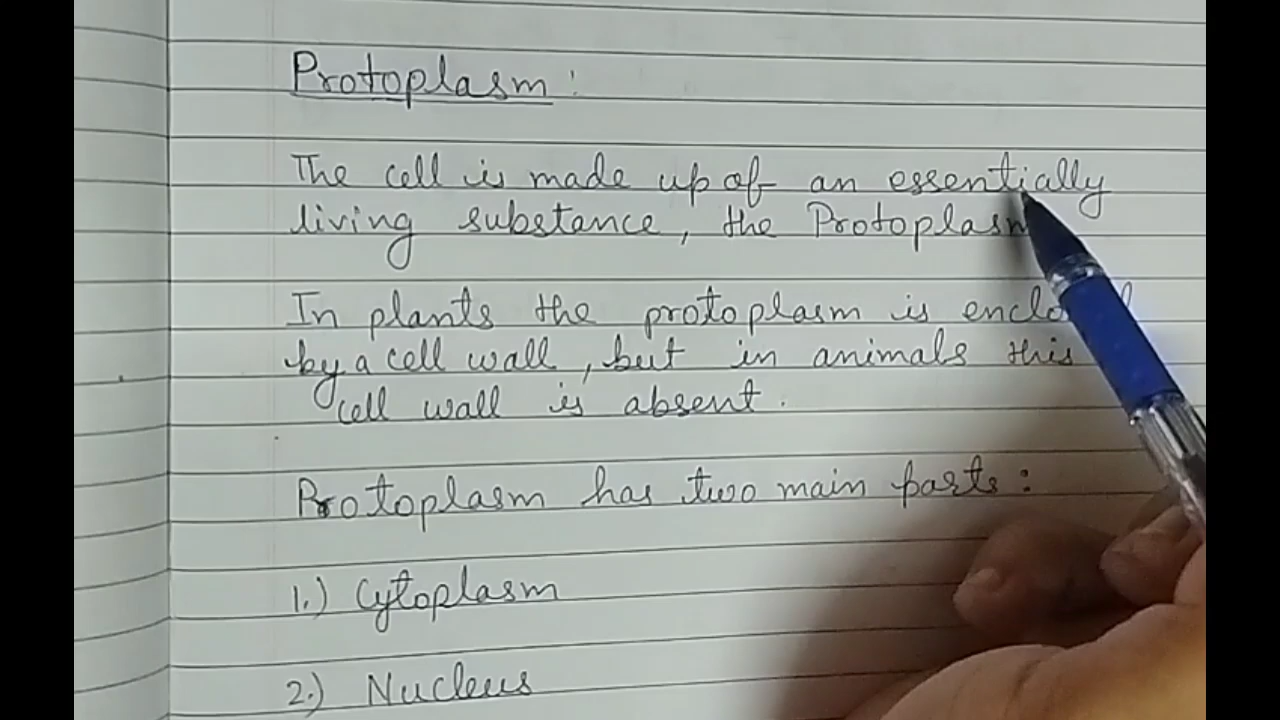 Protoplasm :
The cell is made up of an essentially
living substance, the Protoplasm
In plants the protoplasm is
by a cell wall, but in animals this
cell wall is absent.
Protoplasm has two main parts :
1.) Cytoplasm
2.) Nucleus